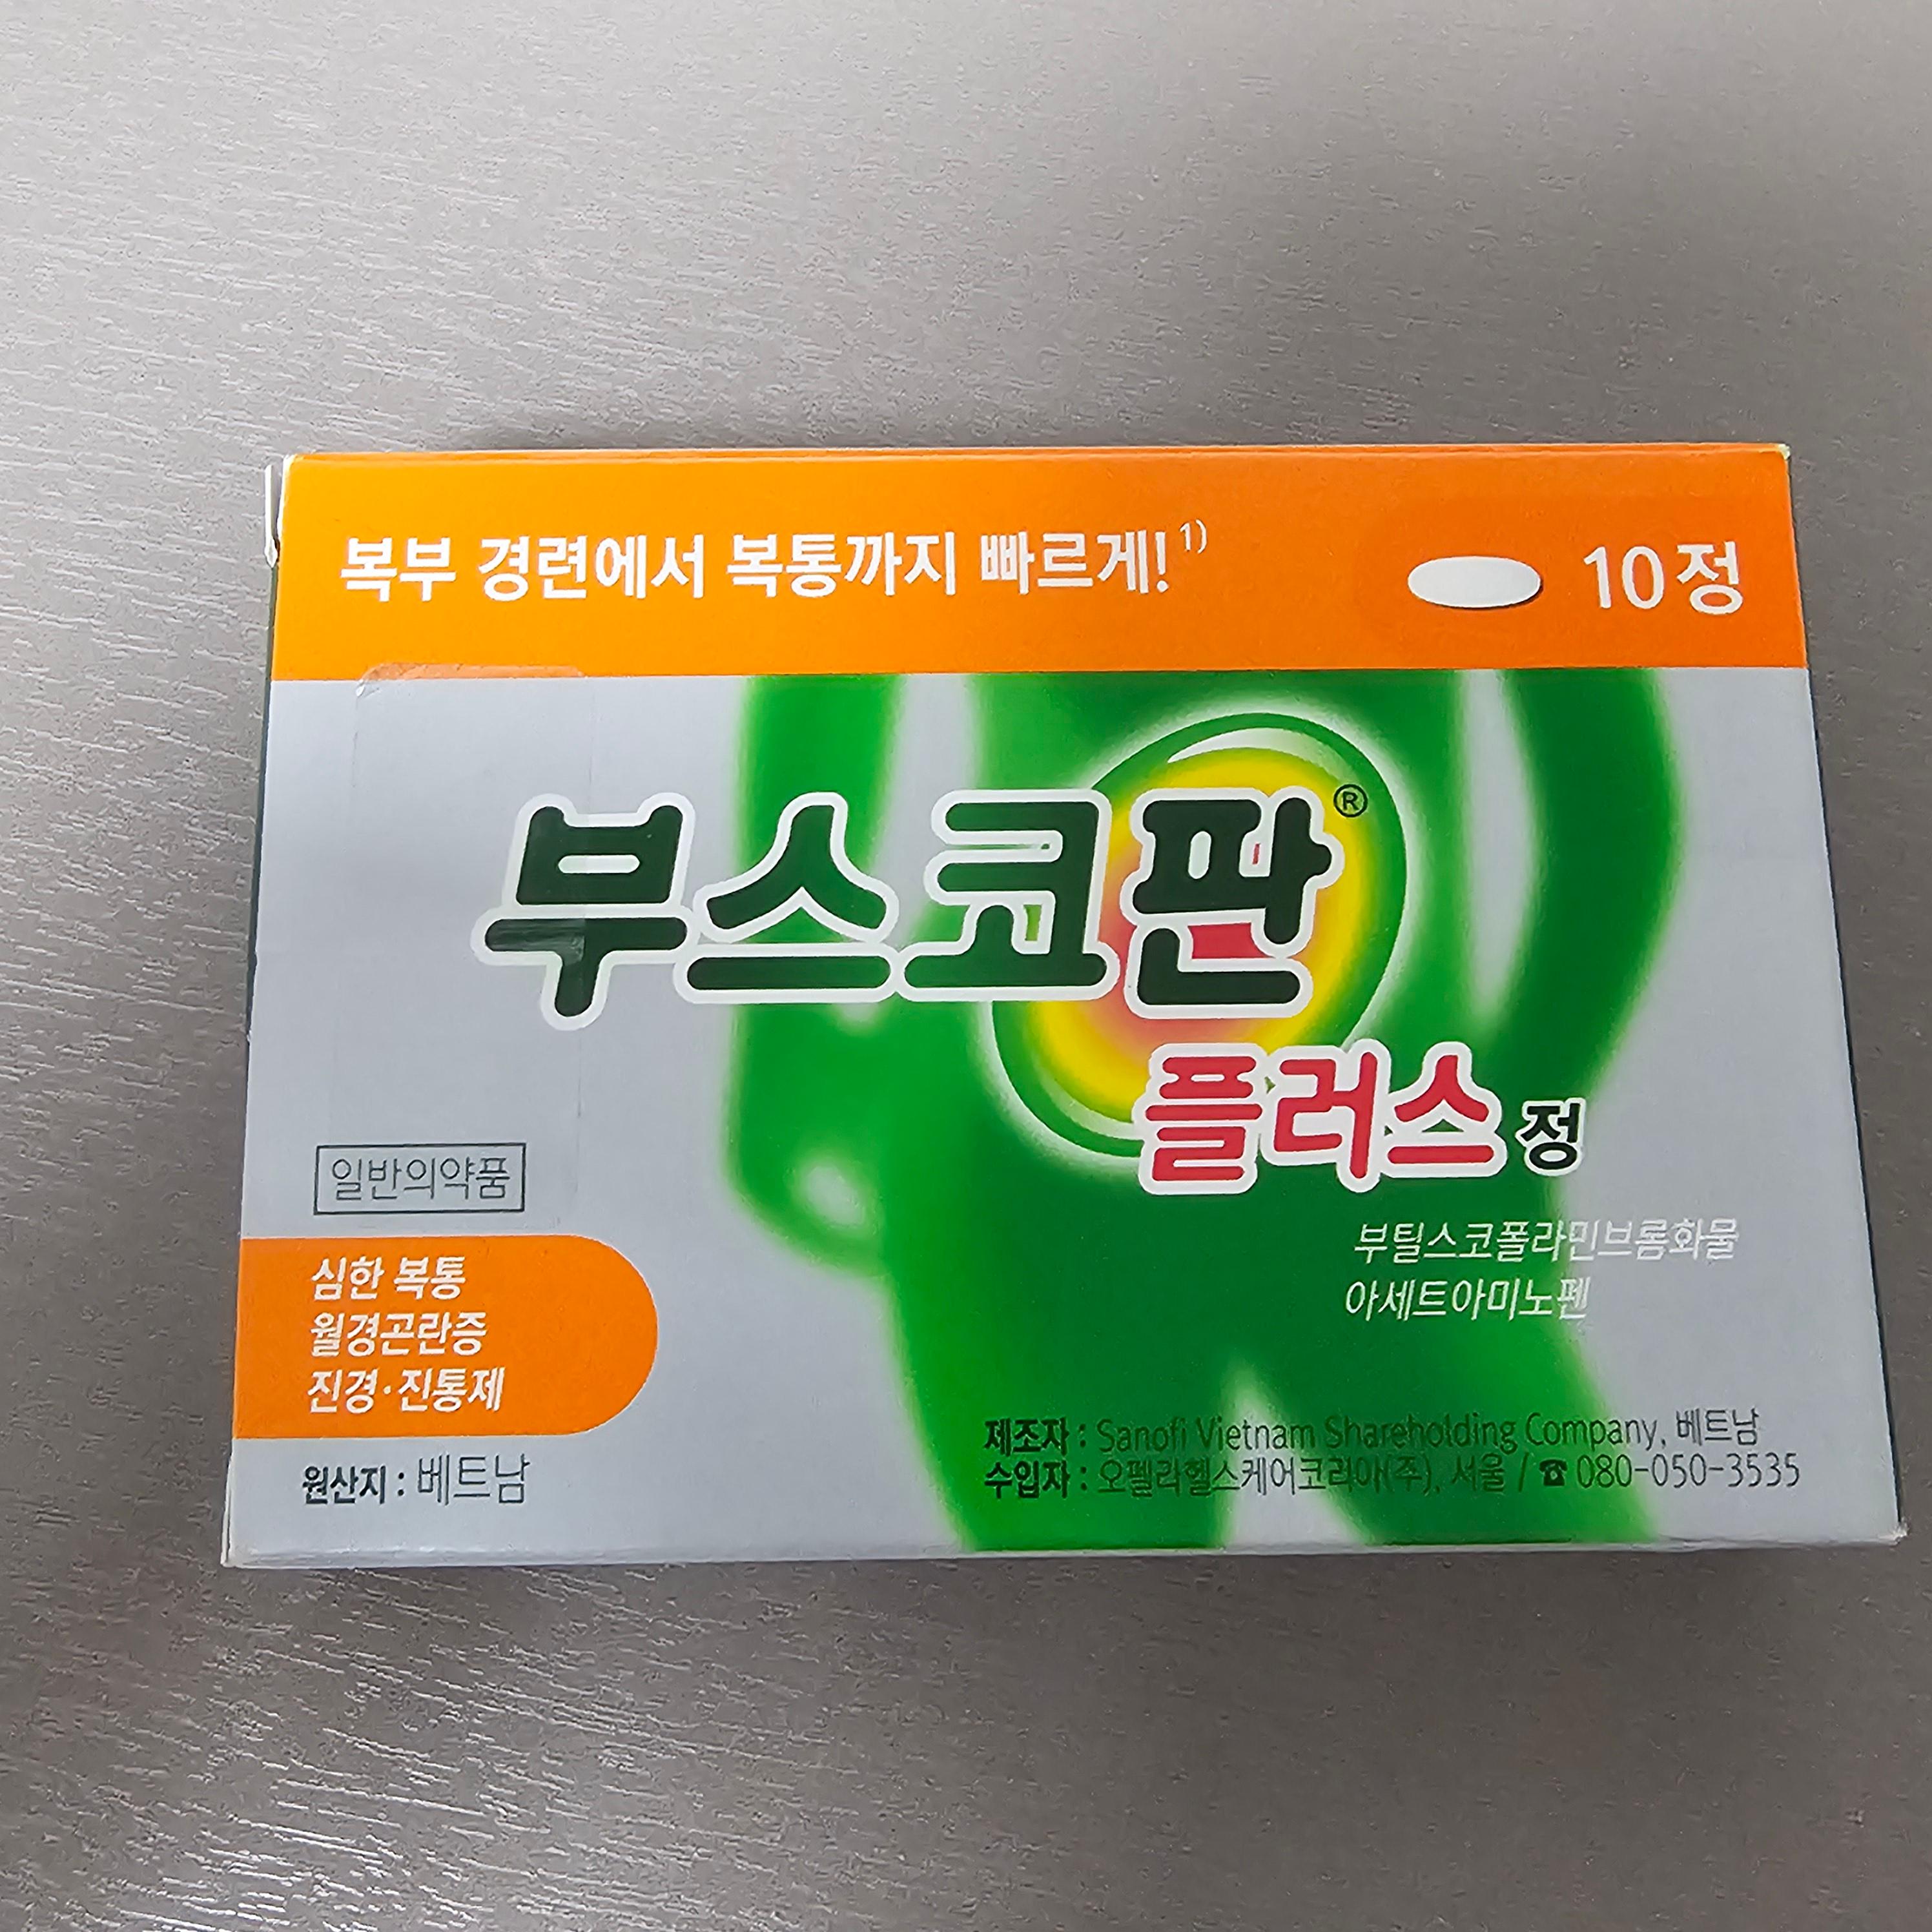 복부 경련에서 복통까지 빠르게!1)
10정
부스코판®
플러스 정
일반의약품
부틸스코폴라민브롬화물
아세트아미노펜
심한 복통
월경곤란증
진경·진통제
원산지 : 베트남
제조자 : Sanofi Vietnam Shareholding Company, 베트남
수입자 : 오펠라헬스케어코리아(주), 서울 / ☎ 080-050-3535